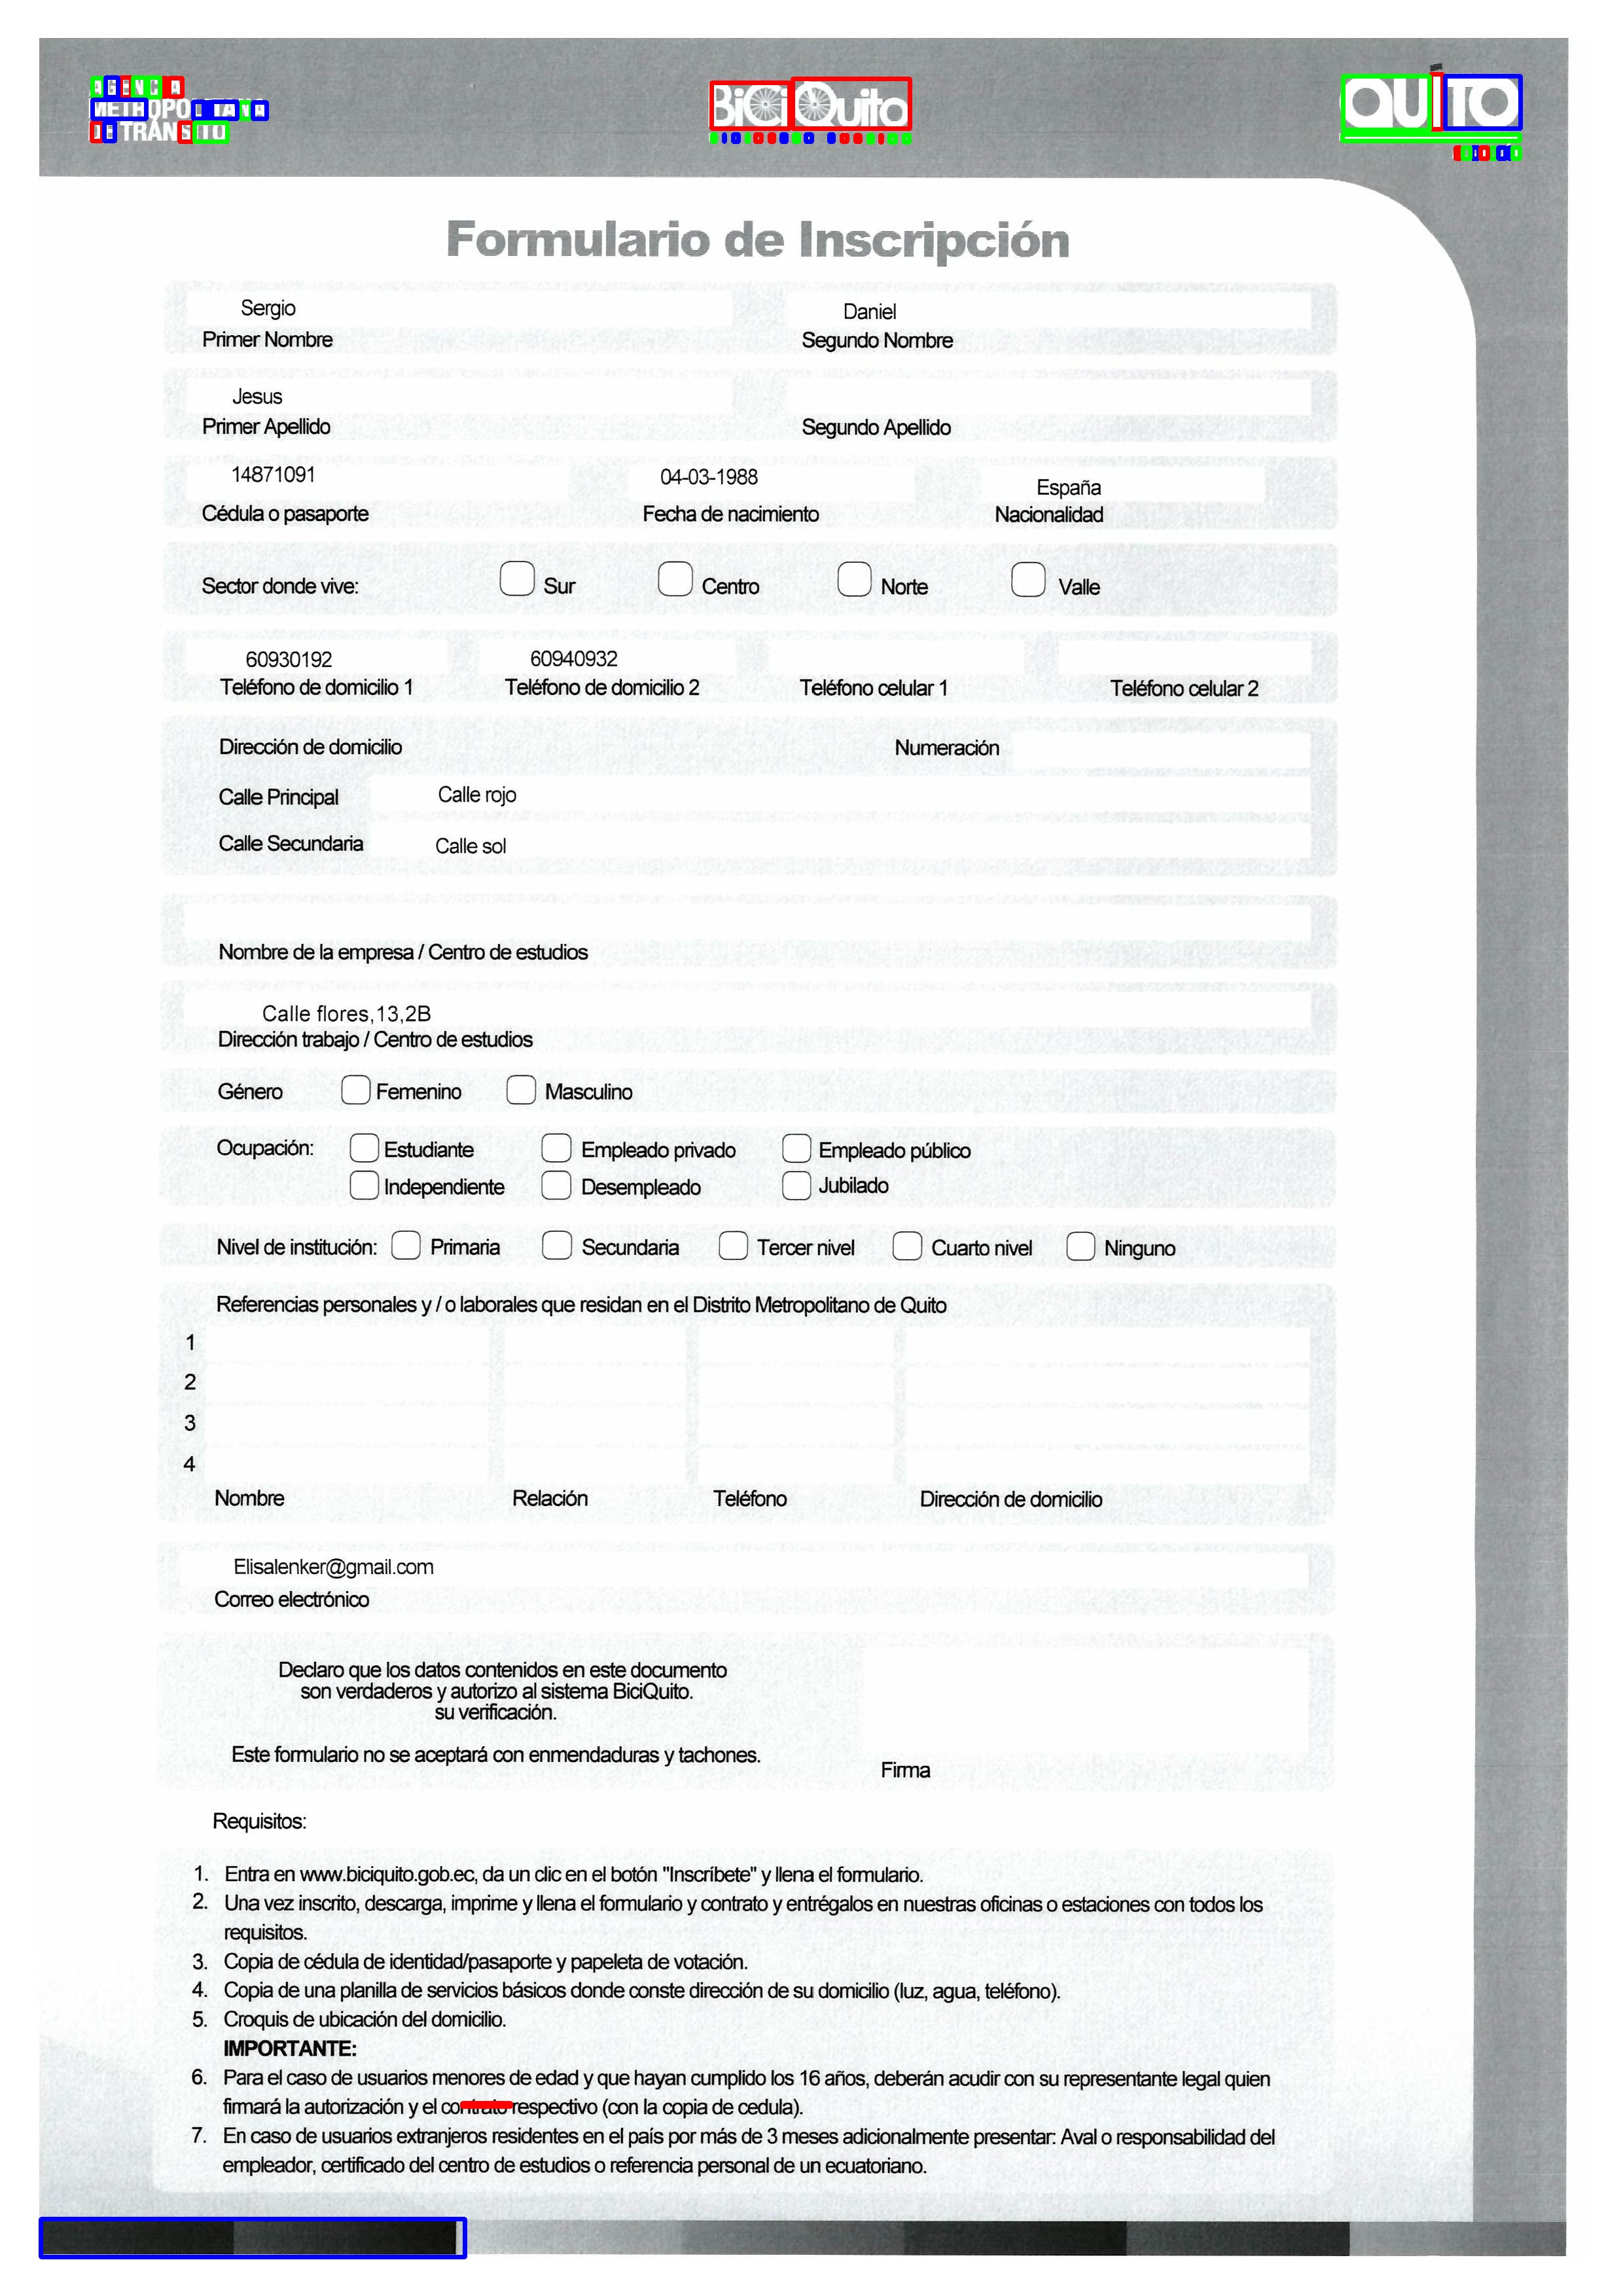 AGENCIA
METROPOLITANA
DE TRÁNSITO
BiciQuito
QUITO
Formulario de Inscripción
Sergio Daniel
Primer Nombre Segundo Nombre
Jesus
Primer Apellido Segundo Apellido
14871091 04-03-1988 España
Cédula o pasaporte Fecha de nacimiento Nacionalidad
Sector donde vive: Sur Centro Norte Valle
60930192 60940932
Teléfono de domicilio 1 Teléfono de domicilio 2 Teléfono celular 1 Teléfono celular 2
Dirección de domicilio Numeración
Calle Principal Calle rojo
Calle Secundaria Calle sol
Nombre de la empresa / Centro de estudios
Calle flores,13,2B
Dirección trabajo / Centro de estudios
Género Femenino Masculino
Ocupación: Estudiante Empleado privado Empleado público
Independiente Desempleado Jubilado
Nivel de institución: Primaria Secundaria Tercer nivel Cuarto nivel Ninguno
Referencias personales y / o laborales que residan en el Distrito Metropolitano de Quito
1
2
3
4
Nombre Relación Teléfono Dirección de domicilio
Elisalenker@gmail.com
Correo electrónico
Declaro que los datos contenidos en este documento
son verdaderos y autorizo al sistema BiciQuito.
su verificación.
Este formulario no se aceptará con enmendaduras y tachones.
Firma
Requisitos:
1. Entra en www.biciquito.gob.ec, da un clic en el botón "Inscríbete" y llena el formulario.
2. Una vez inscrito, descarga, imprime y llena el formulario y contrato y entrégalos en nuestras oficinas o estaciones con todos los
requisitos.
3. Copia de cédula de identidad/pasaporte y papeleta de votación.
4. Copia de una planilla de servicios básicos donde conste dirección de su domicilio (luz, agua, teléfono).
5. Croquis de ubicación del domicilio.
IMPORTANTE:
6. Para el caso de usuarios menores de edad y que hayan cumplido los 16 años, deberán acudir con su representante legal quien
firmará la autorización y el contrato respectivo (con la copia de cedula).
7. En caso de usuarios extranjeros residentes en el país por más de 3 meses adicionalmente presentar: Aval o responsabilidad del
empleador, certificado del centro de estudios o referencia personal de un ecuatoriano.